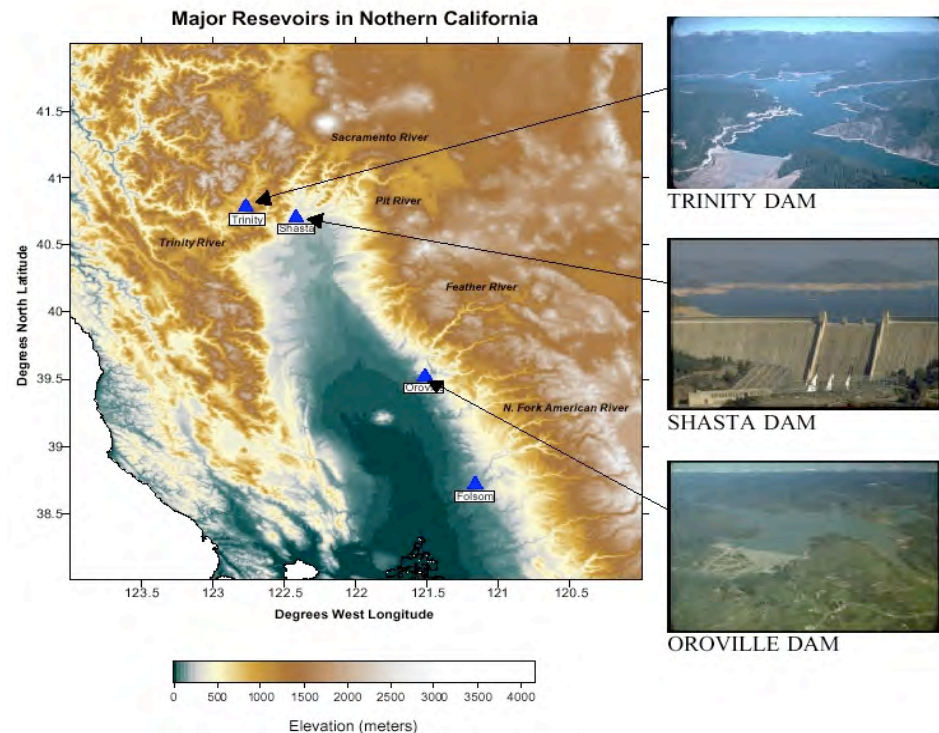 Major Resevoirs in Nothern California
41.5
41
40.5
40
39.5
39
38.5
Degrees North Latitude
Sacramento River
Pit River
Trinity
Shasta
Trinity River
Feather River
N. Fork American River
Folsom
123.5
123
122.5
122
121.5
121
120.5
Degrees West Longitude
0
500
1000
1500
2000
2500
3000
3500
4000
Elevation (meters)
TRINITY DAM
SHASTA DAM
OROVILLE DAM